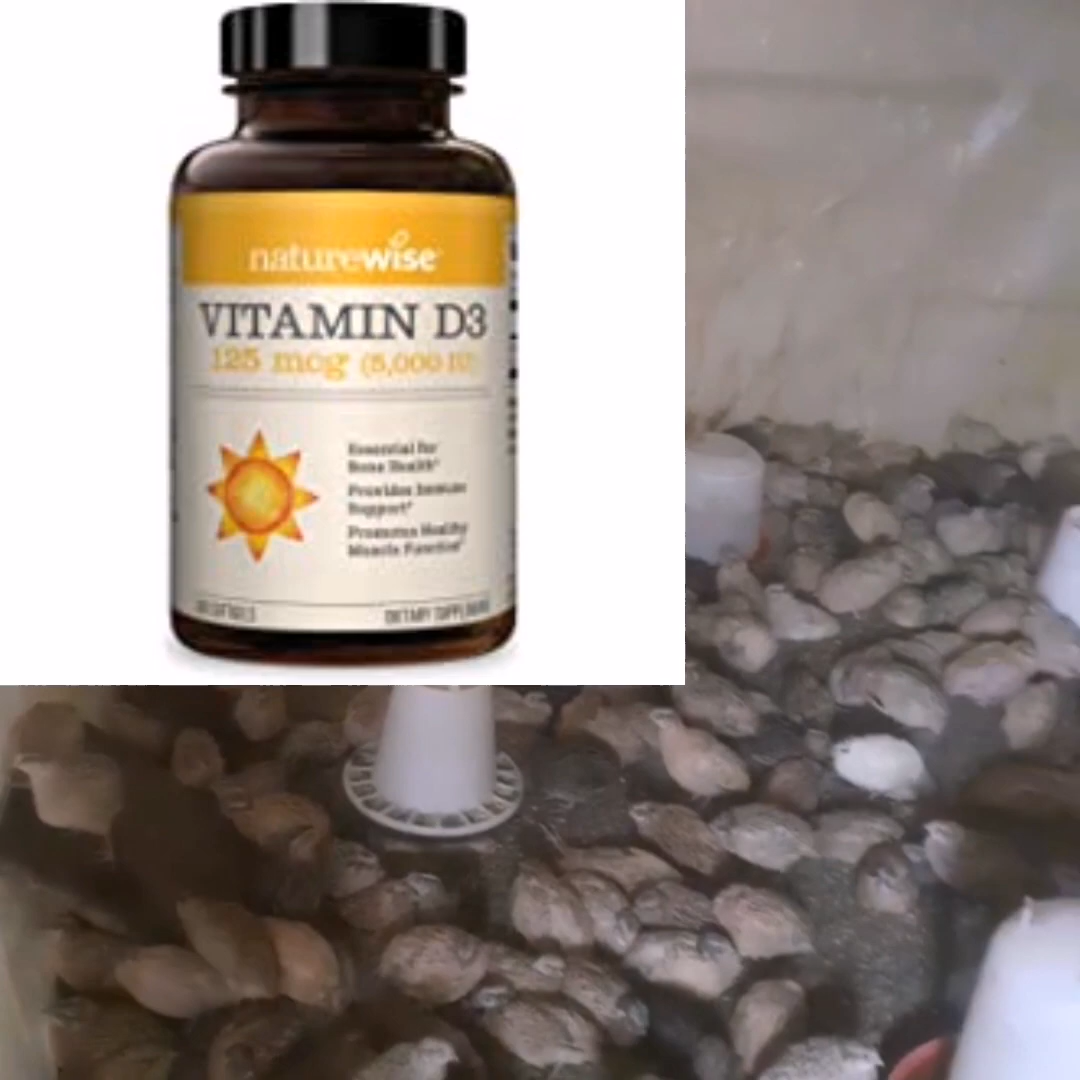 naturewise
VITAMIN D3
125 mcg (5,000 IU)
Essential for
Bone Health*
Provides Immune
Support*
Promotes Healthy
Muscle Function*
SOFTGELS
DIETARY SUPPLEMENT